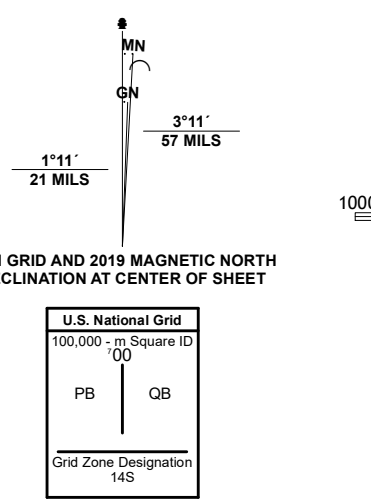 MN
GN
3°11´
57 MILS
1°11´
21 MILS
1000
GRID AND 2019 MAGNETIC NORTH
CLINATION AT CENTER OF SHEET
U.S. National Grid
100,000 - m Square ID
⁷00
PB QB
Grid Zone Designation
14S